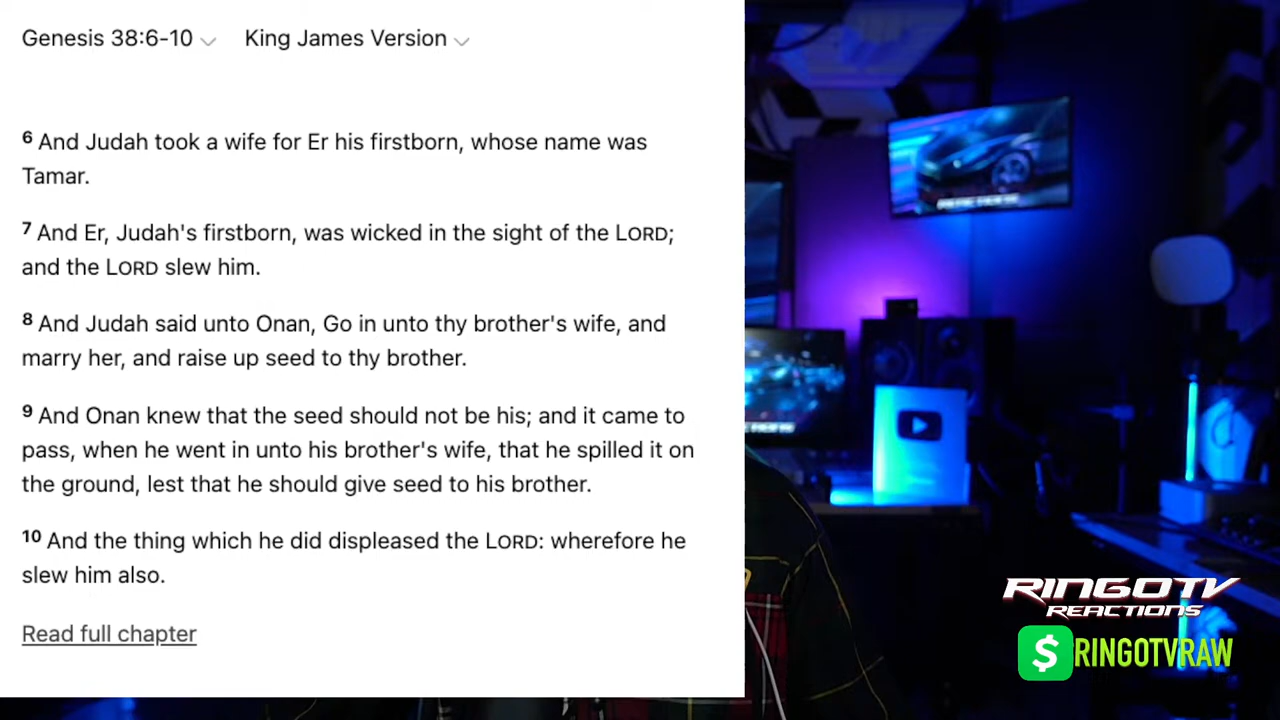 Genesis 38:6-10 King James Version
6 And Judah took a wife for Er his firstborn, whose name was
Tamar.
7 And Er, Judah's firstborn, was wicked in the sight of the LORD;
and the LORD slew him.
8 And Judah said unto Onan, Go in unto thy brother's wife, and
marry her, and raise up seed to thy brother.
9 And Onan knew that the seed should not be his; and it came to
pass, when he went in unto his brother's wife, that he spilled it on
the ground, lest that he should give seed to his brother.
10 And the thing which he did displeased the LORD: wherefore he
slew him also.
Read full chapter
RINGOTV
REACTIONS
$RINGOTVRAW